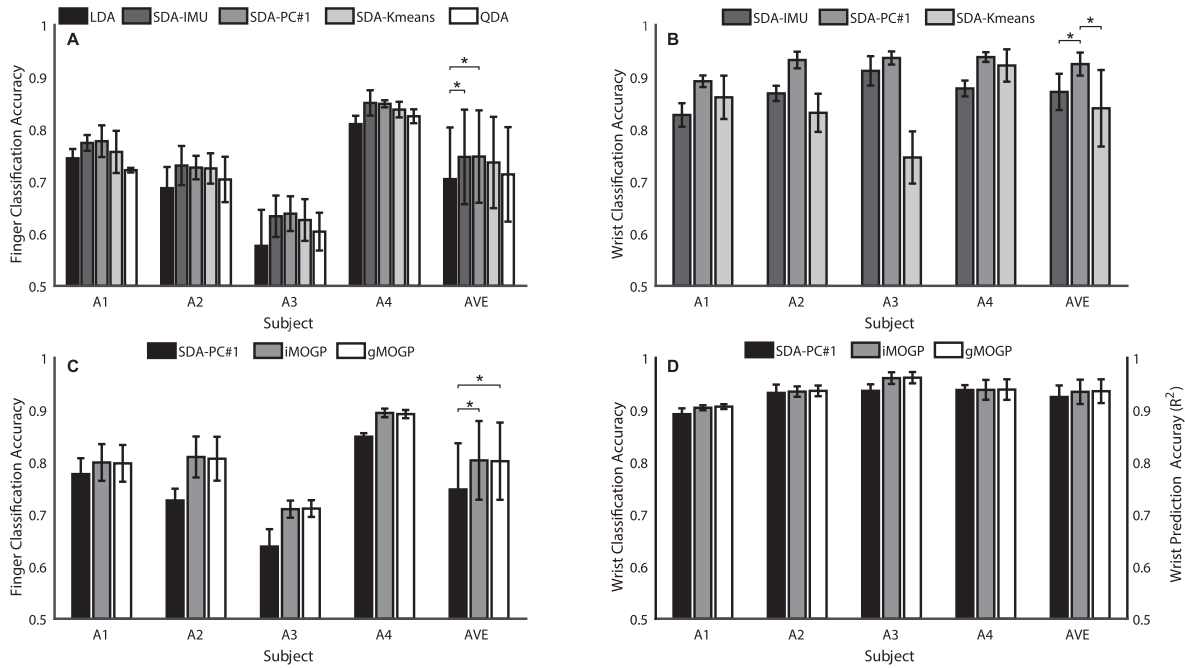 LDA SDA-IMU SDA-PC#1 SDA-Kmeans QDA
A
Finger Classification Accuracy
1
0.9
0.8
0.7
0.6
0.5
* *
A1 A2 A3 A4 AVE
Subject
SDA-IMU SDA-PC#1 SDA-Kmeans
B
Wrist Classification Accuracy
1
0.9
0.8
0.7
0.6
0.5
* *
A1 A2 A3 A4 AVE
Subject
SDA-PC#1 iMOGP gMOGP
C
Finger Classification Accuracy
1
0.9
0.8
0.7
0.6
0.5
* *
A1 A2 A3 A4 AVE
Subject
SDA-PC#1 iMOGP gMOGP
D
Wrist Classification Accuracy
1
0.9
0.8
0.7
0.6
0.5
A1 A2 A3 A4 AVE
Subject
1
0.9
0.8
0.7
0.6
0.5
Wrist Prediction Accuray (R²)